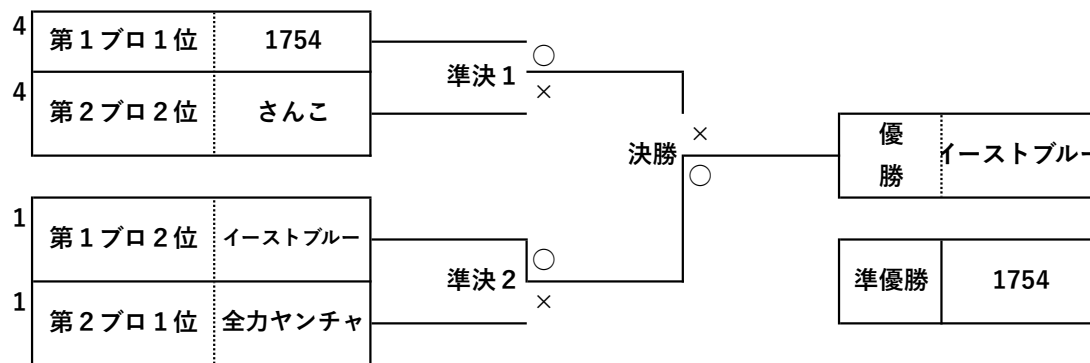 4 第１ブロ１位 1754
4 第２ブロ２位 さんこ
準決１ ○
×
1 第１ブロ２位 イーストブルー
1 第２ブロ１位 全力ヤンチャ
準決２ ○
×
決勝 ×
○
優
勝 イーストブルー
準優勝 1754